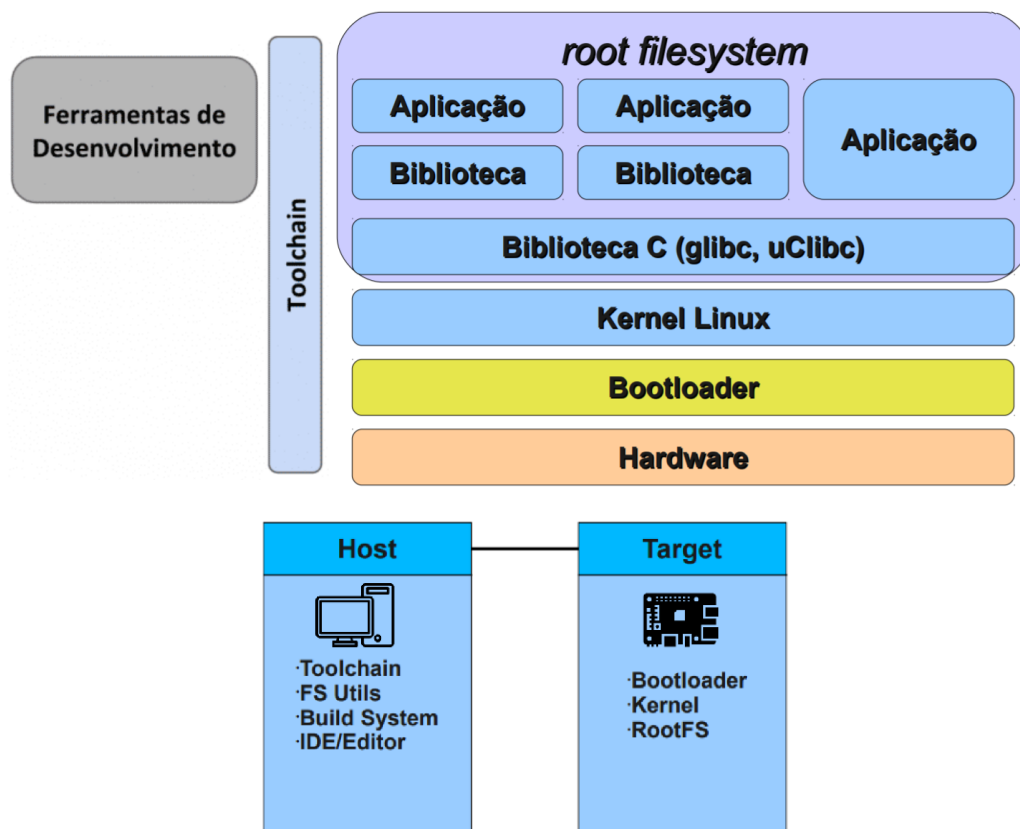 root filesystem
Ferramentas de
Desenvolvimento
Toolchain
Aplicação
Aplicação
Aplicação
Biblioteca
Biblioteca
Biblioteca C (glibc, uClibc)
Kernel Linux
Bootloader
Hardware
Host
·Toolchain
·FS Utils
·Build System
·IDE/Editor
Target
·Bootloader
·Kernel
·RootFS